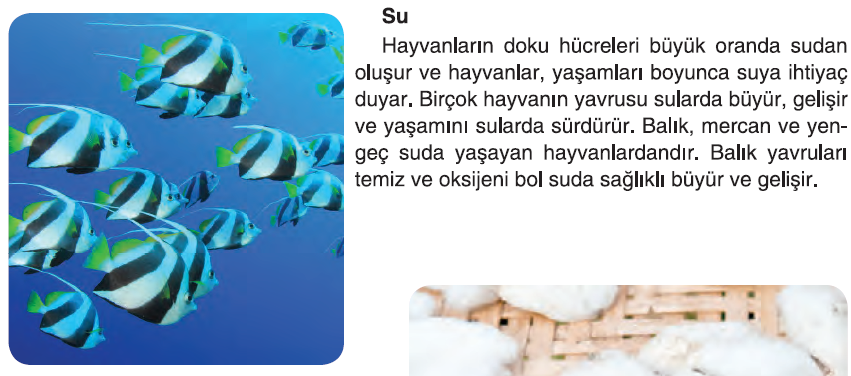 Su
Hayvanların doku hücreleri büyük oranda sudan
oluşur ve hayvanlar, yaşamları boyunca suya ihtiyaç
duyar. Birçok hayvanın yavrusu sularda büyür, gelişir
ve yaşamını sularda sürdürür. Balık, mercan ve yen-
geç suda yaşayan hayvanlardandır. Balık yavruları
temiz ve oksijeni bol suda sağlıklı büyür ve gelişir.